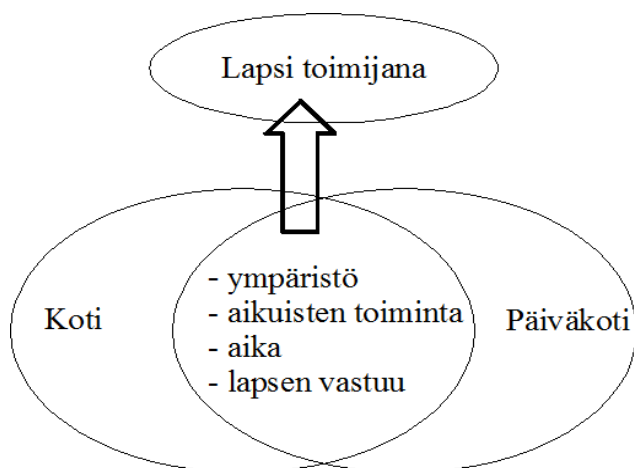 Lapsi toimijana
Koti
- ympäristö
- aikuisten toiminta
- aika
- lapsen vastuu
Päiväkoti